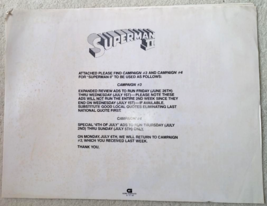 SUPERMAN II
ATTACHED PLEASE FIND CAMPAIGN #3 AND CAMPAIGN #4
FOR "SUPERMAN II" TO BE USED AS FOLLOWS:
CAMPAIGN #3
EXPANDED REVIEW ADS TO RUN FRIDAY (JUNE 26TH)
THRU WEDNESDAY (JULY 1ST)—PLEASE NOTE THESE
ADS WILL NOT RUN THE ENTIRE 2ND WEEK SINCE THEY
END ON WEDNESDAY (JULY 1ST)—IF AVAILABLE
SUBSTITUTE GOOD LOCAL QUOTES ELIMINATING LAST
NATIONAL QUOTE FIRST.
CAMPAIGN #4
SPECIAL "4TH OF JULY" ADS TO RUN THURSDAY (JULY
2ND) THRU SUNDAY (JULY 5TH) ONLY.
ON MONDAY, JULY 6TH, WE WILL RETURN TO CAMPAIGN
#3, WHICH YOU RECEIVED LAST WEEK.
THANK YOU.